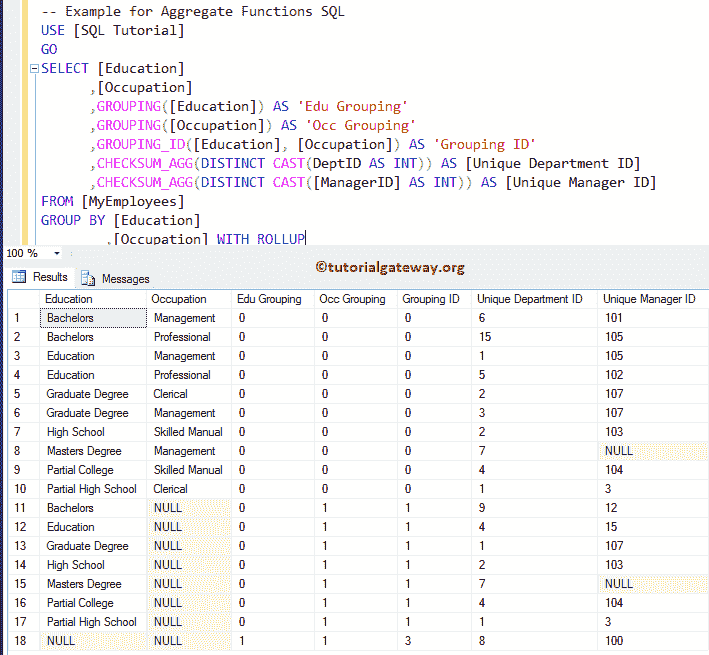 -- Example for Aggregate Functions SQL
USE [SQL Tutorial]
GO
SELECT [Education]
,[Occupation]
,GROUPING([Education]) AS 'Edu Grouping'
,GROUPING([Occupation]) AS 'Occ Grouping'
,GROUPING_ID([Education], [Occupation]) AS 'Grouping ID'
,CHECKSUM_AGG(DISTINCT CAST(DeptID AS INT)) AS [Unique Department ID]
,CHECKSUM_AGG(DISTINCT CAST([ManagerID] AS INT)) AS [Unique Manager ID]
FROM [MyEmployees]
GROUP BY [Education]
,[Occupation] WITH ROLLUP
100 %
©tutorialgateway.org
Results Messages
Education Occupation Edu Grouping Occ Grouping Grouping ID Unique Department ID Unique Manager ID
1 Bachelors Management 0 0 0 6 101
2 Bachelors Professional 0 0 0 15 105
3 Education Management 0 0 0 1 105
4 Education Professional 0 0 0 5 102
5 Graduate Degree Clerical 0 0 0 2 107
6 Graduate Degree Management 0 0 0 3 107
7 High School Skilled Manual 0 0 0 2 103
8 Masters Degree Management 0 0 0 7 NULL
9 Partial College Skilled Manual 0 0 0 4 104
10 Partial High School Clerical 0 0 0 1 3
11 Bachelors NULL 0 1 1 9 12
12 Education NULL 0 1 1 4 15
13 Graduate Degree NULL 0 1 1 1 107
14 High School NULL 0 1 1 2 103
15 Masters Degree NULL 0 1 1 7 NULL
16 Partial College NULL 0 1 1 4 104
17 Partial High School NULL 0 1 1 1 3
18 NULL NULL 1 1 3 8 100